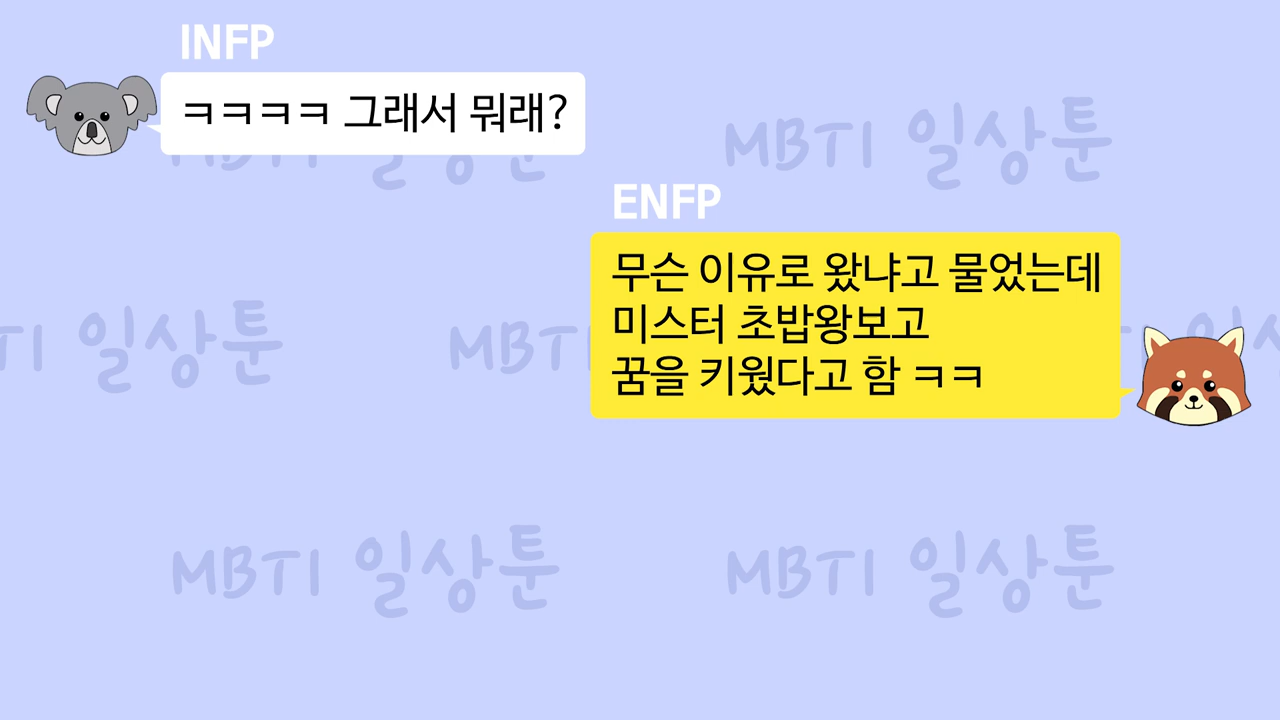 INFP
ㅋㅋㅋㅋ 그래서 뭐래?
MBTI 일상툰
ENFP
무슨 이유로 왔냐고 물었는데
미스터 초밥왕보고
꿈을 키웠다고 함 ㅋㅋ
MBTI 일상툰
MBTI 일상툰
MBTI 일상툰